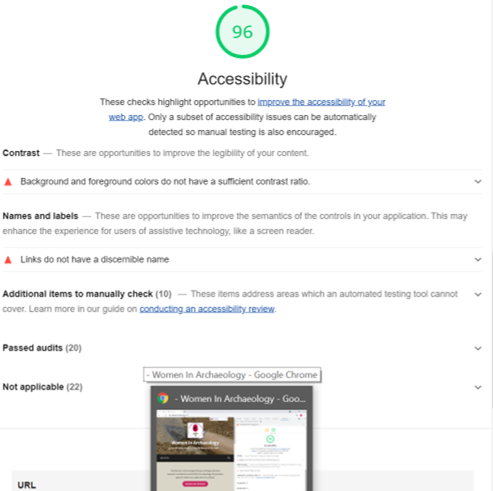 96
Accessibility
These checks highlight opportunities to improve the accessibility of your
web app. Only a subset of accessibility issues can be automatically
detected so manual testing is also encouraged.
Contrast — These are opportunities to improve the legibility of your content.
Background and foreground colors do not have a sufficient contrast ratio.
Names and labels — These are opportunities to improve the semantics of the controls in your application. This may
enhance the experience for users of assistive technology, like a screen reader.
Links do not have a discernible name
Additional items to manually check (10) — These items address areas which an automated testing tool cannot
cover. Learn more in our guide on conducting an accessibility review.
Passed audits (20)
- Women In Archaeology - Google Chrome
Not applicable (22)
- Women In Archaeology - Goo...
Women In Archaeology
URL